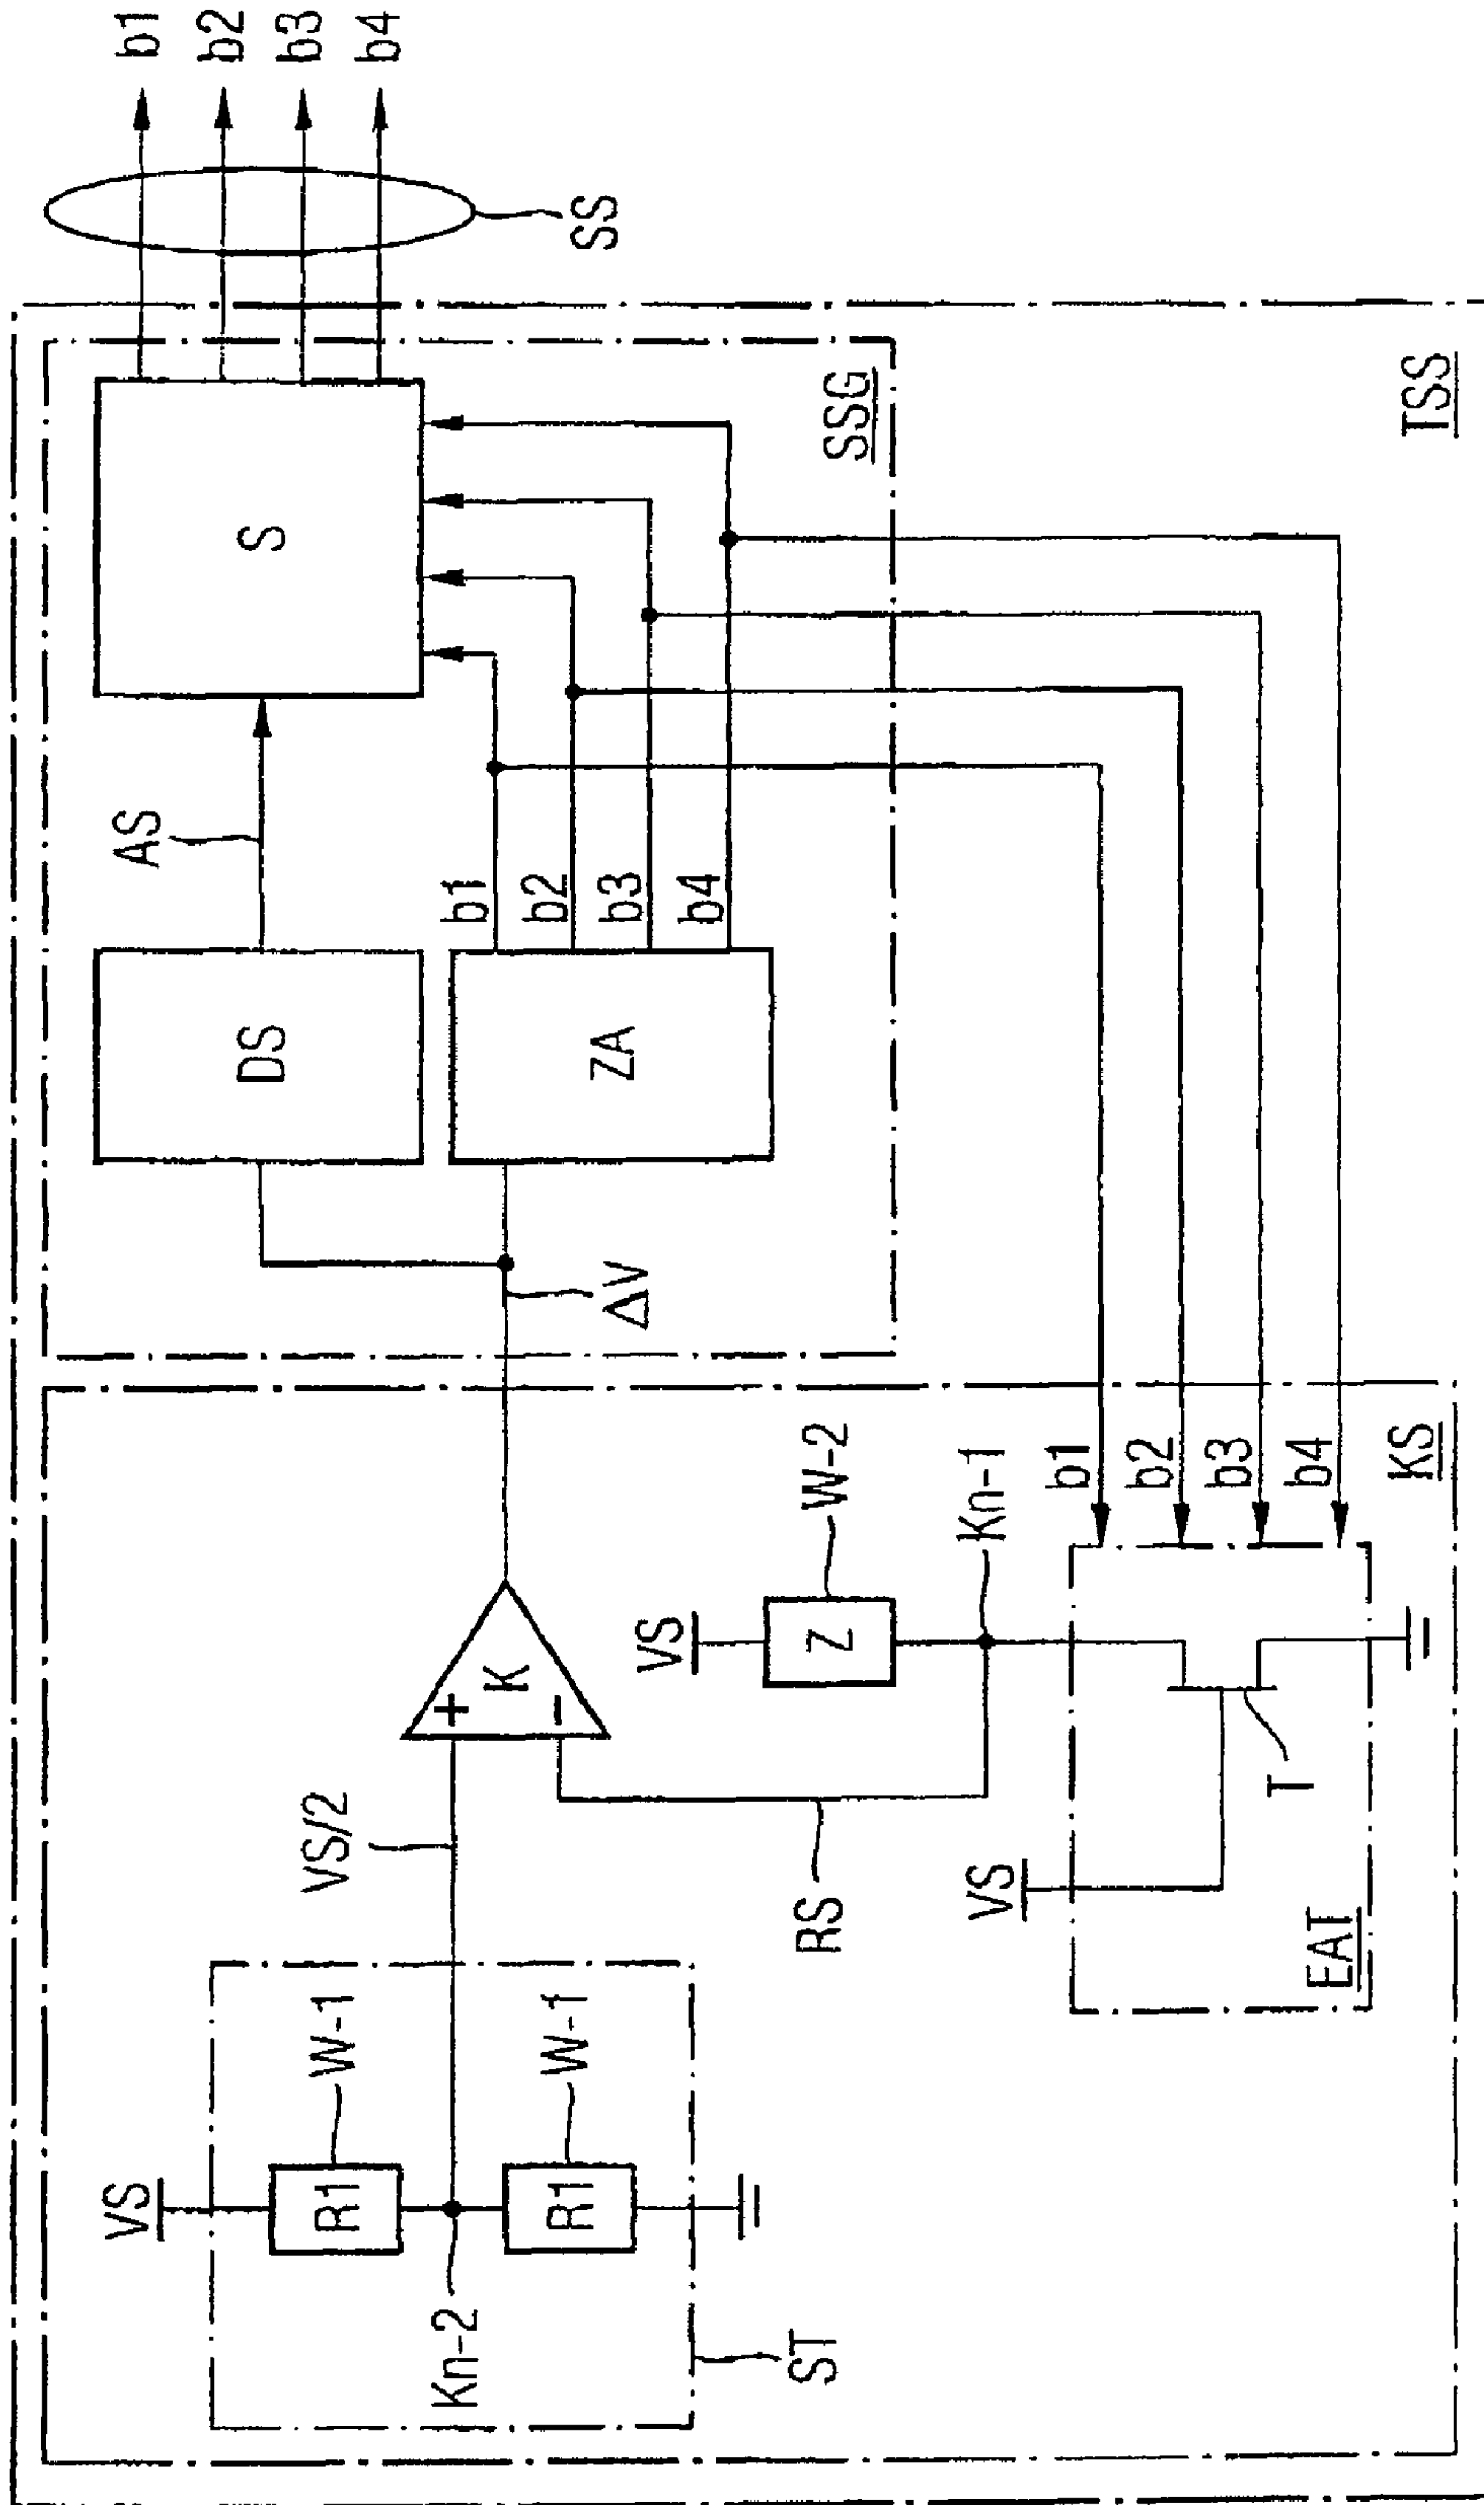 VS
W-1
R1
Kn-2
R1
W-1
ST
VS/2
+
K
−
RS
VS
Z
W-2
Kn-1
VS
T
EAI
b1
b2
b3
b4
KS
ΔV
DS
ZA
AS
b1
b2
b3
b4
S
SSG
TSS
SS
b1
b2
b3
b4